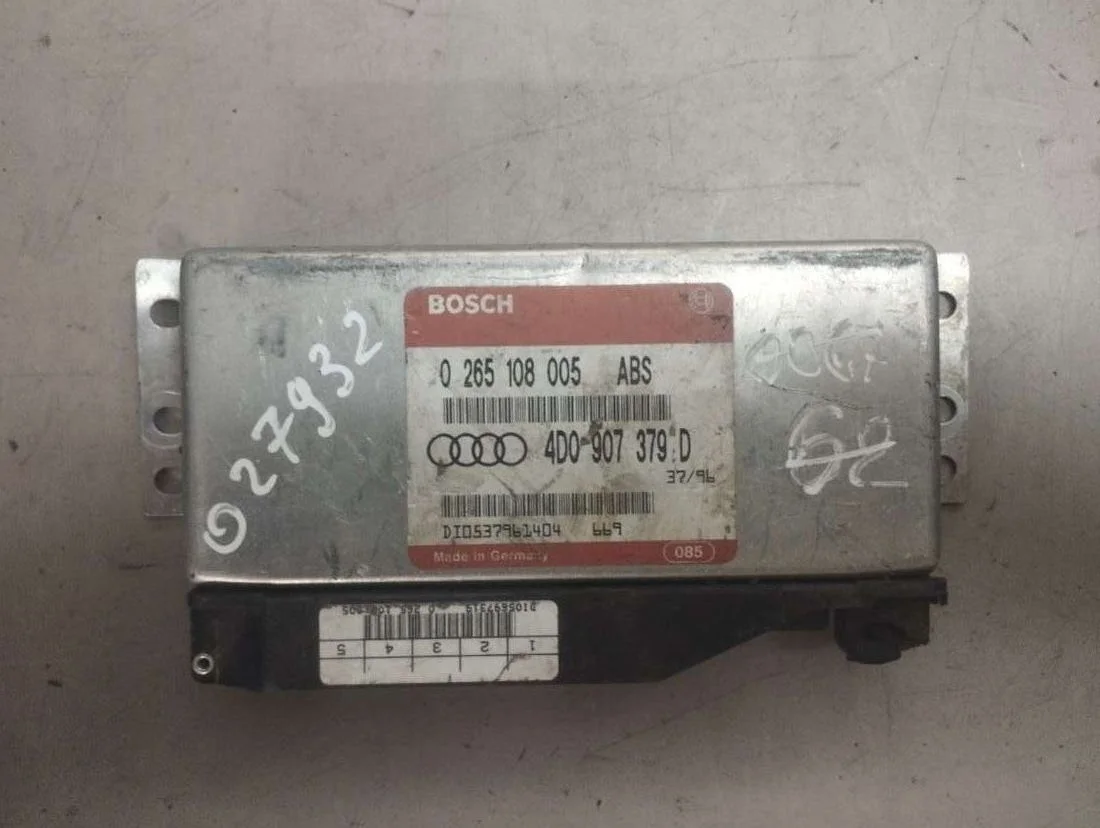 027932
BOSCH
0 265 108 005 ABS
4D0 907 379 D
37/96
DI0537961404 669
Made in Germany 085
1 2 3 4 5